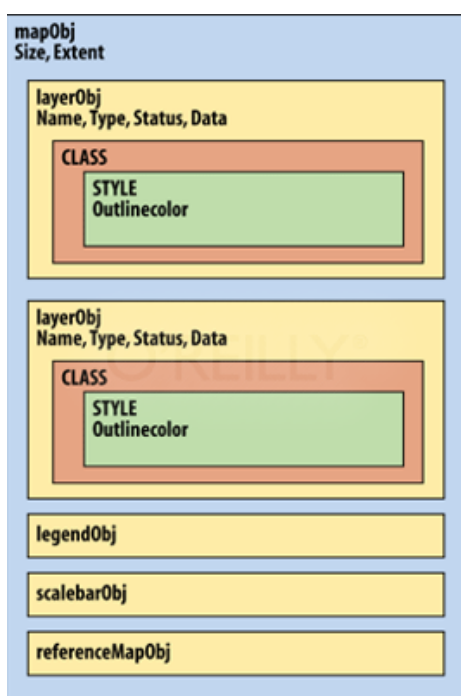 mapObj
Size, Extent
layerObj
Name, Type, Status, Data
CLASS
STYLE
Outlinecolor
layerObj
Name, Type, Status, Data
O'REILLY®
CLASS
STYLE
Outlinecolor
legendObj
scalebarObj
referenceMapObj